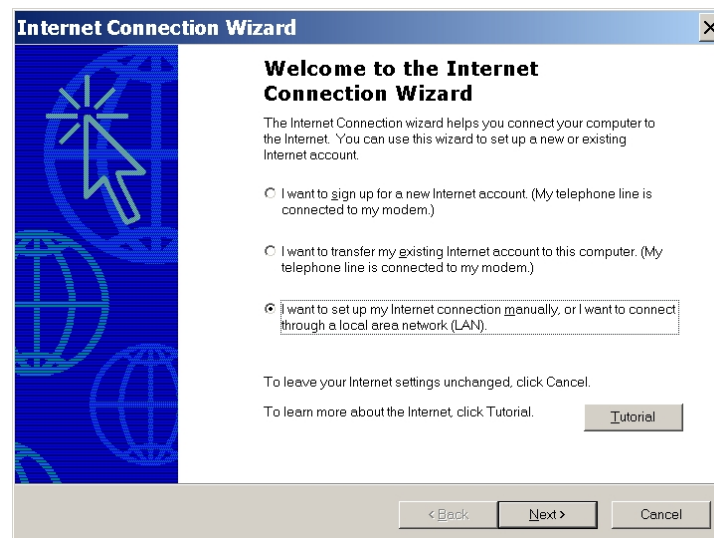 Internet Connection Wizard
Welcome to the Internet
Connection Wizard
The Internet Connection wizard helps you connect your computer to
the Internet. You can use this wizard to set up a new or existing
Internet account.
I want to sign up for a new Internet account. (My telephone line is
connected to my modem.)
I want to transfer my existing Internet account to this computer. (My
telephone line is connected to my modem.)
I want to set up my Internet connection manually, or I want to connect
through a local area network (LAN).
To leave your Internet settings unchanged, click Cancel.
To learn more about the Internet, click Tutorial.
Tutorial
< Back
Next >
Cancel